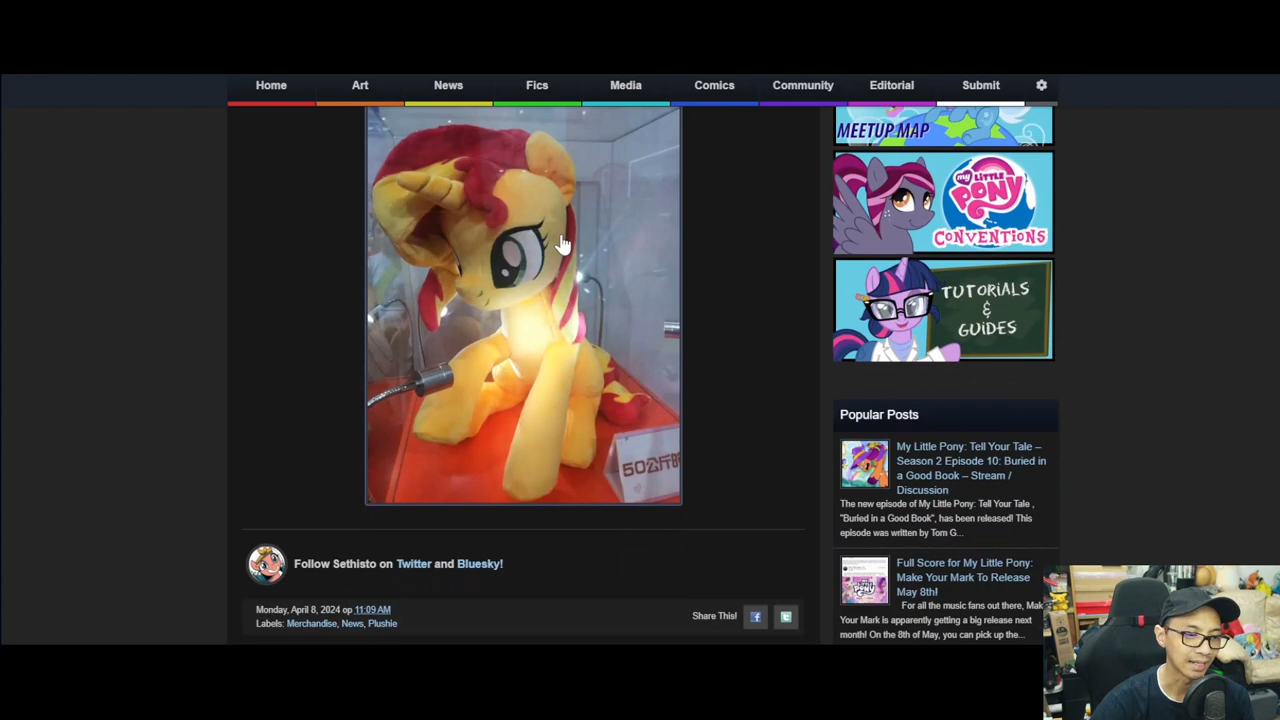 Home
Art
News
Fics
Media
Comics
Community
Editorial
Submit
MEETUP MAP
my LITTLE PONY
CONVENTIONS
TUTORIALS
&
GUIDES
50公斤
Popular Posts
My Little Pony: Tell Your Tale –
Season 2 Episode 10: Buried in
a Good Book – Stream /
Discussion
The new episode of My Little Pony: Tell Your Tale ,
"Buried in a Good Book", has been released! This
episode was written by Tom G...
Full Score for My Little Pony:
Make Your Mark To Release
May 8th!
For all the music fans out there, Mak
Your Mark is apparently getting a big release next
month! On the 8th of May, you can pick up the...
Follow Sethisto on Twitter and Bluesky!
Monday, April 8, 2024 op 11:09 AM
Labels: Merchandise, News, Plushie
Share This!